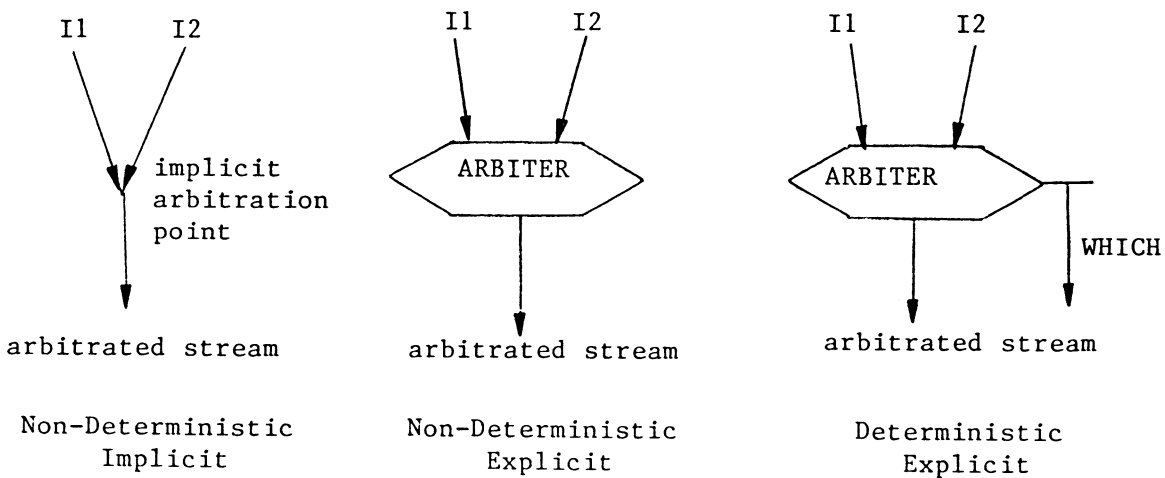 I1
I2
implicit
arbitration
point
arbitrated stream
Non-Deterministic
Implicit
I1
I2
ARBITER
arbitrated stream
Non-Deterministic
Explicit
I1
I2
ARBITER
WHICH
arbitrated stream
Deterministic
Explicit